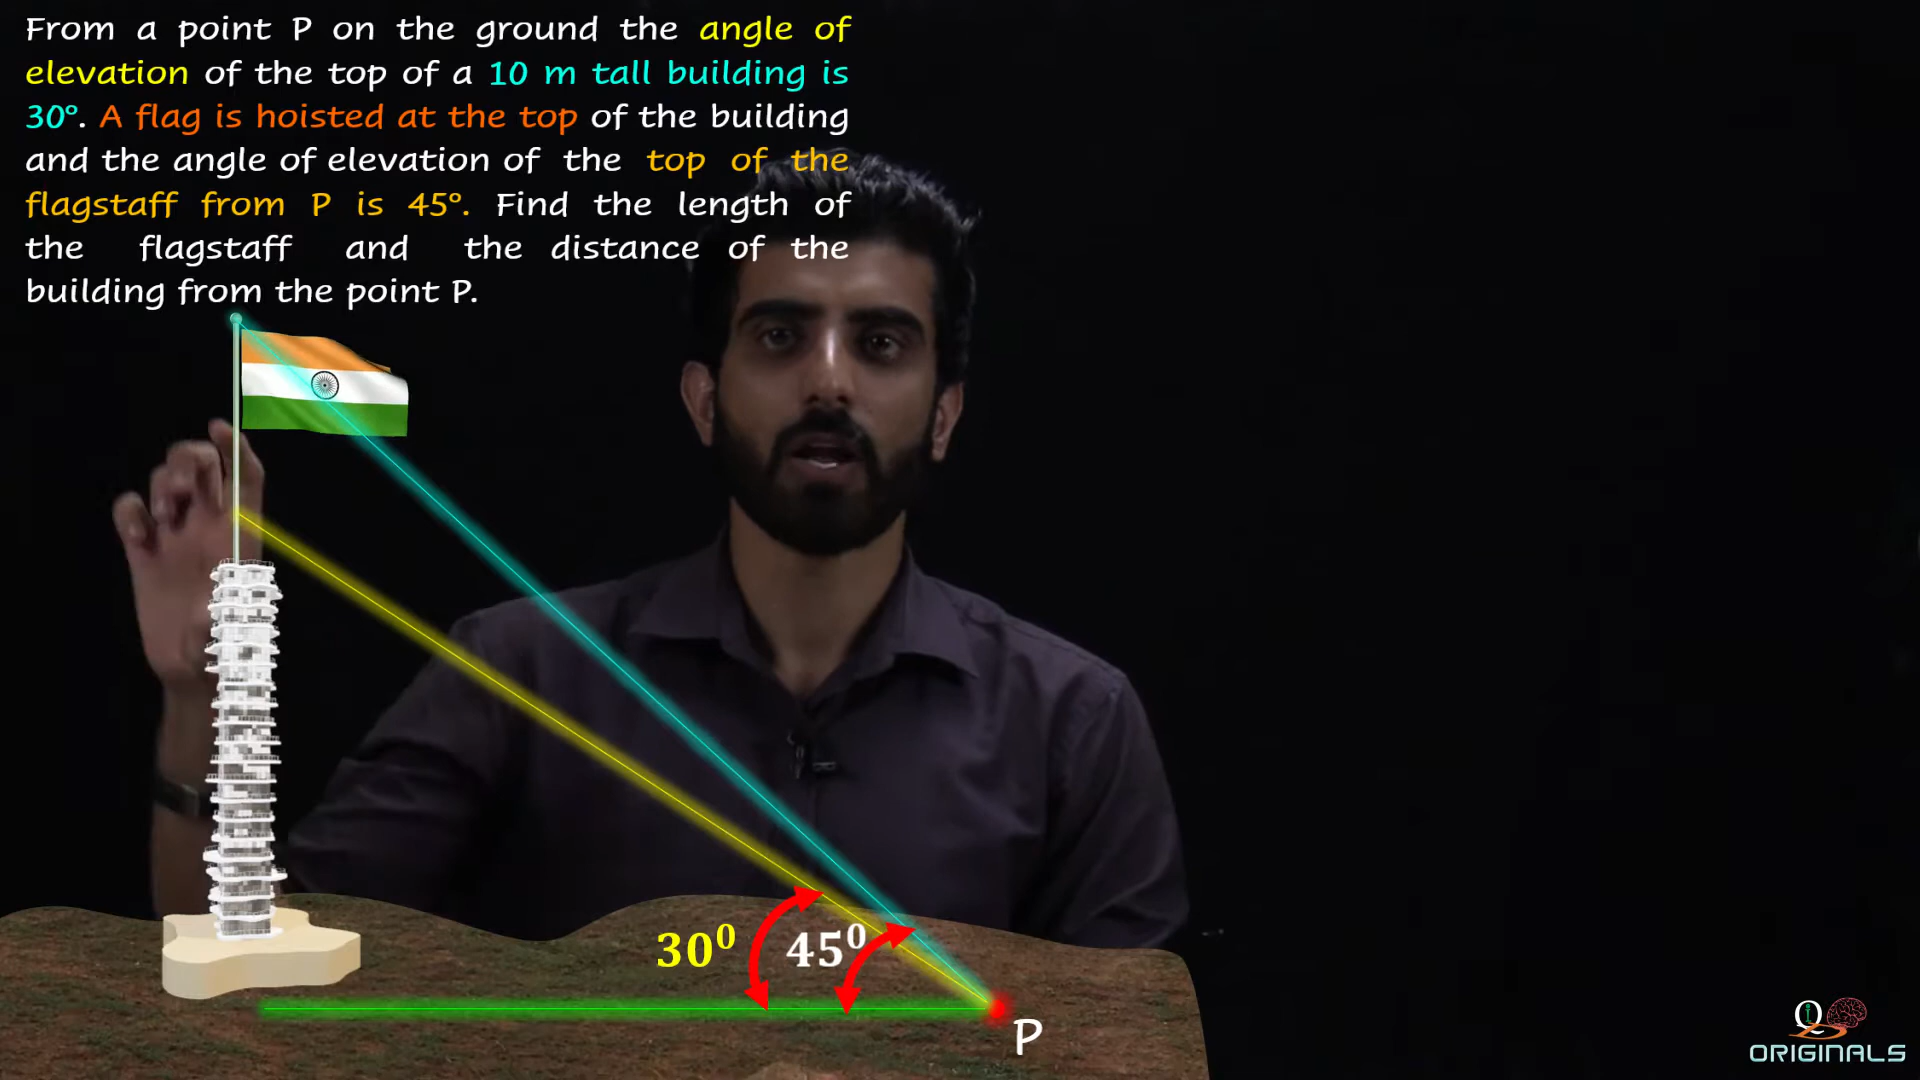 From a point P on the ground the angle of
elevation of the top of a 10 m tall building is
30°. A flag is hoisted at the top of the building
and the angle of elevation of the top of the
flagstaff from P is 45°. Find the length of
the flagstaff and the distance of the
building from the point P.
30⁰ 45⁰
P
Q
ORIGINALS